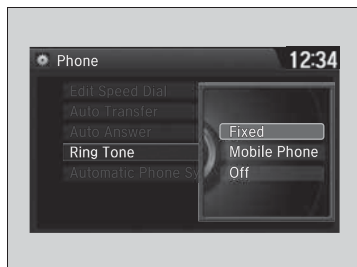 Phone
12:34
Edit Speed Dial
Auto Transfer
Auto Answer
Ring Tone
Automatic Phone Sy
Fixed
Mobile Phone
Off